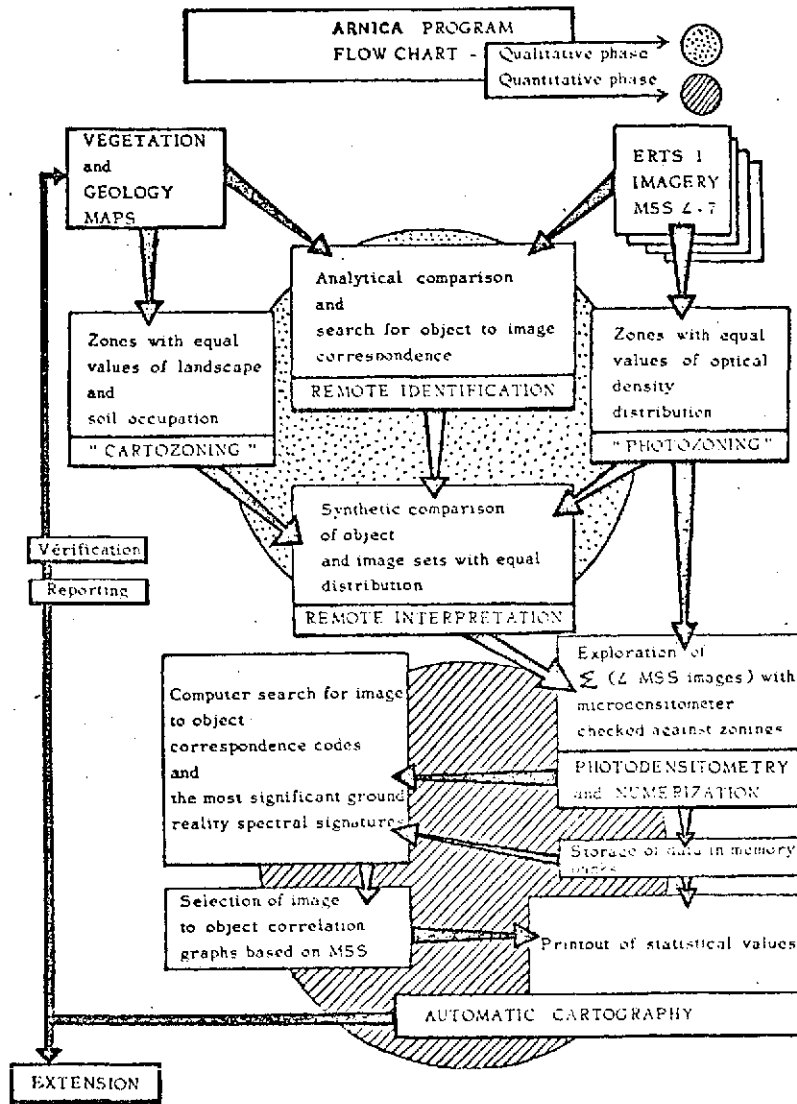 ARNICA PROGRAM
FLOW CHART -
Qualitative phase
Quantitative phase
VEGETATION
and
GEOLOGY
MAPS
ERTS 1
IMAGERY
MSS 4.7
Analytical comparison
and
search for object to image
correspondence
REMOTE IDENTIFICATION
Zones with equal
values of landscape
and
soil occupation
" CARTOZONING "
Zones with equal
values of optical
density
distribution
"PHOTOZONING"
Synthetic comparison
of object
and image sets with equal
distribution
REMOTE INTERPRETATION
Vérification
Reporting
Exploration of
∑ (4 MSS images) with
microdensitometer
checked against zonings
PHOTODENSITOMETRY
and NUMERIZATION
Computer search for image
to object
correspondence codes
and
the most significant ground
reality spectral signatures
Storage of data in memory
Selection of image
to object correlation
graphs based on MSS
Printout of statistical values
AUTOMATIC CARTOGRAPHY
EXTENSION